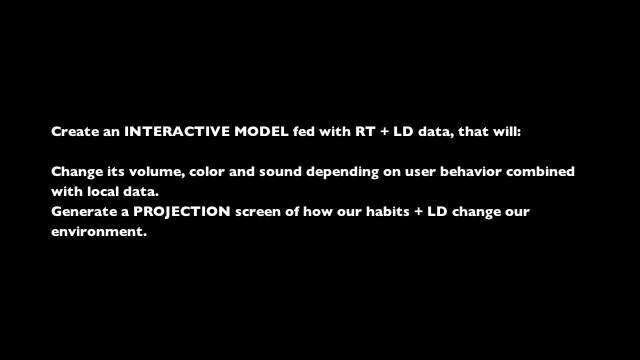 Create an INTERACTIVE MODEL fed with RT + LD data, that will:
Change its volume, color and sound depending on user behavior combined
with local data.
Generate a PROJECTION screen of how our habits + LD change our
environment.